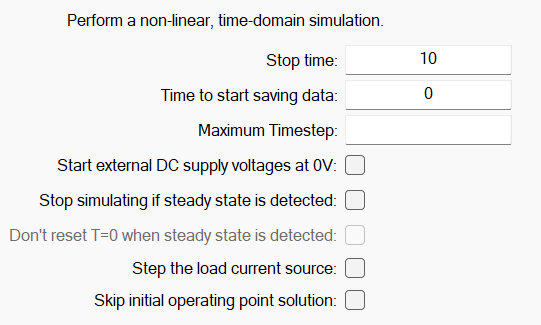 Perform a non-linear, time-domain simulation.
Stop time: 10
Time to start saving data: 0
Maximum Timestep:
Start external DC supply voltages at 0V:
Stop simulating if steady state is detected:
Don't reset T=0 when steady state is detected:
Step the load current source:
Skip initial operating point solution: